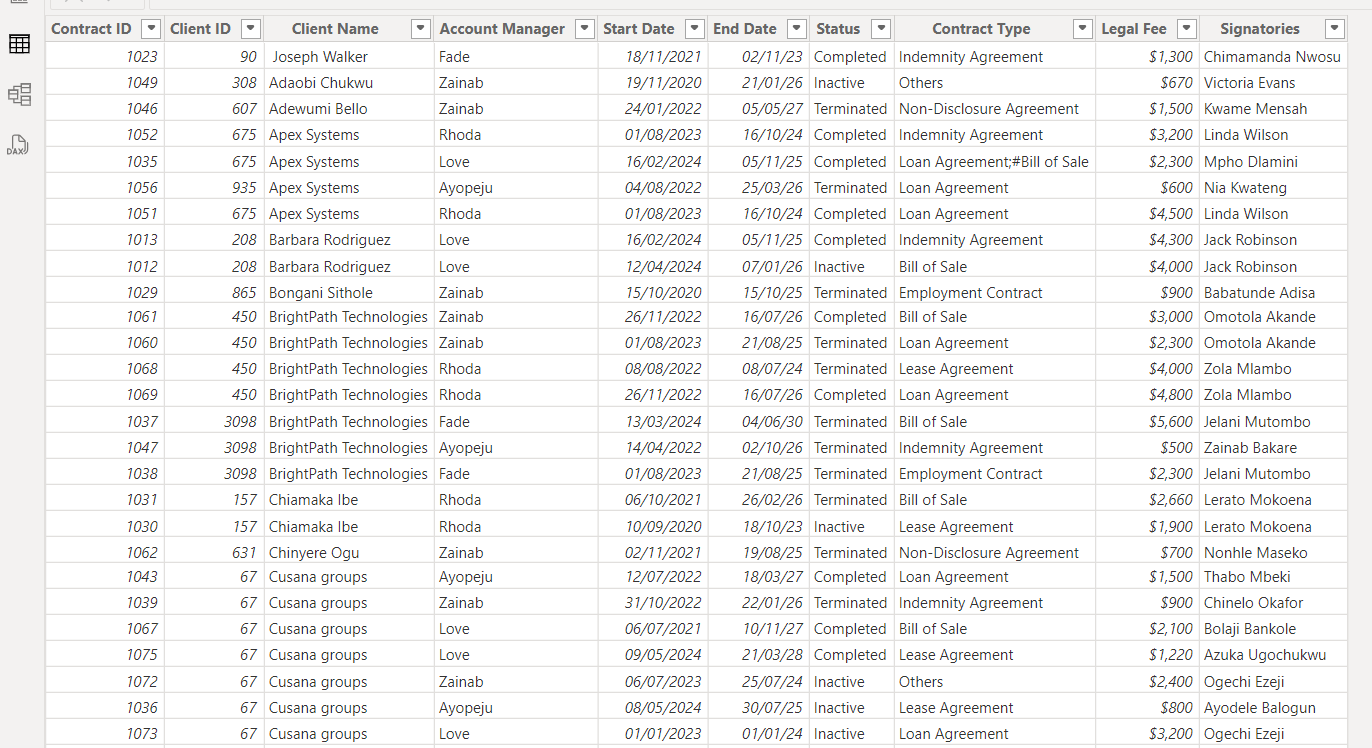 Contract ID Client ID Client Name Account Manager Start Date End Date Status Contract Type Legal Fee Signatories
1023 90 Joseph Walker Fade 18/11/2021 02/11/23 Completed Indemnity Agreement $1,300 Chimamanda Nwosu
1049 308 Adaobi Chukwu Zainab 19/11/2020 21/01/26 Inactive Others $670 Victoria Evans
1046 607 Adewumi Bello Zainab 24/01/2022 05/05/27 Terminated Non-Disclosure Agreement $1,500 Kwame Mensah
1052 675 Apex Systems Rhoda 01/08/2023 16/10/24 Completed Indemnity Agreement $3,200 Linda Wilson
1035 675 Apex Systems Love 16/02/2024 05/11/25 Completed Loan Agreement;#Bill of Sale $2,300 Mpho Dlamini
1056 935 Apex Systems Ayopeju 04/08/2022 25/03/26 Terminated Loan Agreement $600 Nia Kwateng
1051 675 Apex Systems Rhoda 01/08/2023 16/10/24 Completed Loan Agreement $4,500 Linda Wilson
1013 208 Barbara Rodriguez Love 16/02/2024 05/11/25 Completed Indemnity Agreement $4,300 Jack Robinson
1012 208 Barbara Rodriguez Love 12/04/2024 07/01/26 Inactive Bill of Sale $4,000 Jack Robinson
1029 865 Bongani Sithole Zainab 15/10/2020 15/10/25 Terminated Employment Contract $900 Babatunde Adisa
1061 450 BrightPath Technologies Zainab 26/11/2022 16/07/26 Completed Bill of Sale $3,000 Omotola Akande
1060 450 BrightPath Technologies Zainab 01/08/2023 21/08/25 Terminated Loan Agreement $2,300 Omotola Akande
1068 450 BrightPath Technologies Rhoda 08/08/2022 08/07/24 Terminated Lease Agreement $4,000 Zola Mlambo
1069 450 BrightPath Technologies Rhoda 26/11/2022 16/07/26 Completed Loan Agreement $4,800 Zola Mlambo
1037 3098 BrightPath Technologies Fade 13/03/2024 04/06/30 Terminated Bill of Sale $5,600 Jelani Mutombo
1047 3098 BrightPath Technologies Ayopeju 14/04/2022 02/10/26 Terminated Indemnity Agreement $500 Zainab Bakare
1038 3098 BrightPath Technologies Fade 01/08/2023 21/08/25 Terminated Employment Contract $2,300 Jelani Mutombo
1031 157 Chiamaka Ibe Rhoda 06/10/2021 26/02/26 Terminated Bill of Sale $2,660 Lerato Mokoena
1030 157 Chiamaka Ibe Rhoda 10/09/2020 18/10/23 Inactive Lease Agreement $1,900 Lerato Mokoena
1062 631 Chinyere Ogu Zainab 02/11/2021 19/08/25 Terminated Non-Disclosure Agreement $700 Nonhle Maseko
1043 67 Cusana groups Ayopeju 12/07/2022 18/03/27 Completed Loan Agreement $1,500 Thabo Mbeki
1039 67 Cusana groups Zainab 31/10/2022 22/01/26 Terminated Indemnity Agreement $900 Chinelo Okafor
1067 67 Cusana groups Love 06/07/2021 10/11/27 Completed Bill of Sale $2,100 Bolaji Bankole
1075 67 Cusana groups Love 09/05/2024 21/03/28 Completed Lease Agreement $1,220 Azuka Ugochukwu
1072 67 Cusana groups Zainab 06/07/2023 25/07/24 Inactive Others $2,400 Ogechi Ezeji
1036 67 Cusana groups Ayopeju 08/05/2024 30/07/25 Inactive Lease Agreement $800 Ayodele Balogun
1073 67 Cusana groups Love 01/01/2023 01/01/24 Inactive Loan Agreement $3,200 Ogechi Ezeji
DAX